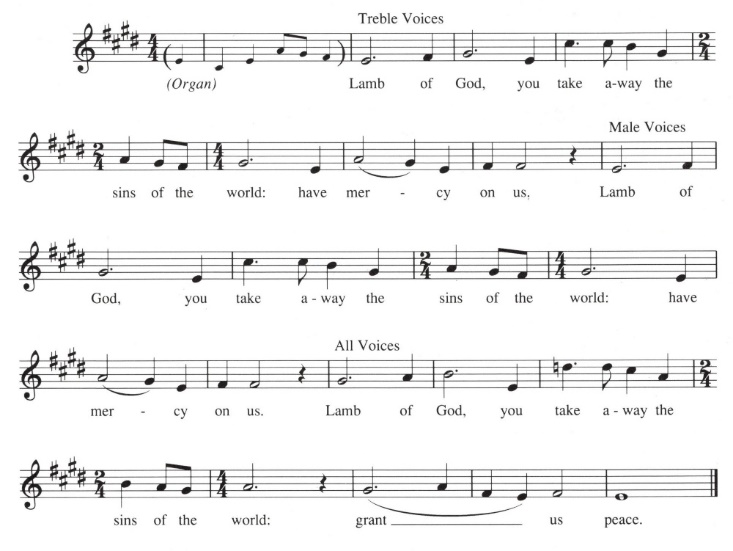 Treble Voices
(Organ) Lamb of God, you take a-way the
sins of the world: have mer - cy on us, Lamb of
Male Voices
God, you take a - way the sins of the world: have
mer - cy on us. Lamb of God, you take a - way the
All Voices
sins of the world: grant us peace.